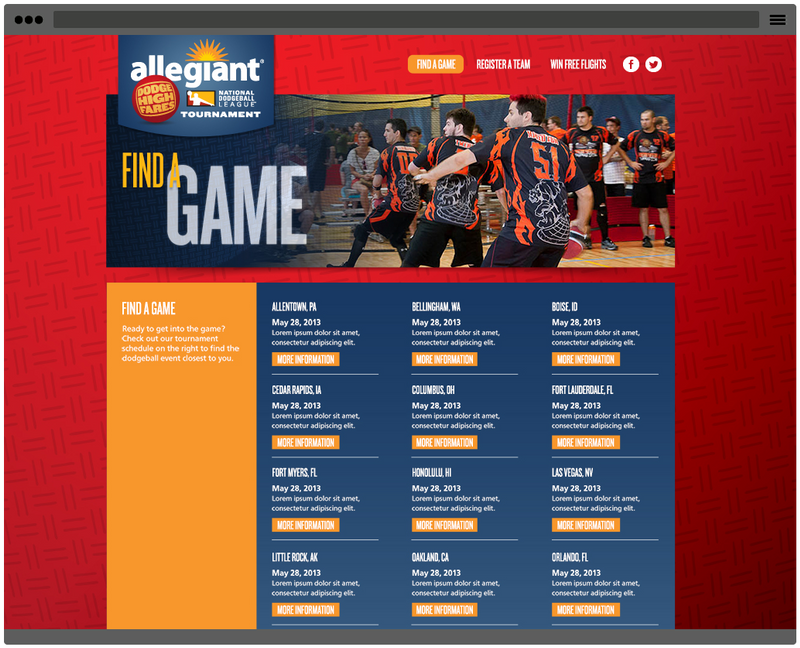 allegiant®
DODGE
HIGH
FARES
NATIONAL
DODGEBALL
LEAGUE
TOURNAMENT
FIND A GAME
REGISTER A TEAM
WIN FREE FLIGHTS
FIND A
GAME
51
FIND A GAME
Ready to get into the game?
Check out our tournament
schedule on the right to find the
dodgeball event closest to you.
ALLENTOWN, PA
May 28, 2013
Lorem ipsum dolor sit amet,
consectetur adipiscing elit.
MORE INFORMATION
BELLINGHAM, WA
May 28, 2013
Lorem ipsum dolor sit amet,
consectetur adipiscing elit.
MORE INFORMATION
BOISE, ID
May 28, 2013
Lorem ipsum dolor sit amet,
consectetur adipiscing elit.
MORE INFORMATION
CEDAR RAPIDS, IA
May 28, 2013
Lorem ipsum dolor sit amet,
consectetur adipiscing elit.
MORE INFORMATION
COLUMBUS, OH
May 28, 2013
Lorem ipsum dolor sit amet,
consectetur adipiscing elit.
MORE INFORMATION
FORT LAUDERDALE, FL
May 28, 2013
Lorem ipsum dolor sit amet,
consectetur adipiscing elit.
MORE INFORMATION
FORT MYERS, FL
May 28, 2013
Lorem ipsum dolor sit amet,
consectetur adipiscing elit.
MORE INFORMATION
HONOLULU, HI
May 28, 2013
Lorem ipsum dolor sit amet,
consectetur adipiscing elit.
MORE INFORMATION
LAS VEGAS, NV
May 28, 2013
Lorem ipsum dolor sit amet,
consectetur adipiscing elit.
MORE INFORMATION
LITTLE ROCK, AK
May 28, 2013
Lorem ipsum dolor sit amet,
consectetur adipiscing elit.
MORE INFORMATION
OAKLAND, CA
May 28, 2013
Lorem ipsum dolor sit amet,
consectetur adipiscing elit.
MORE INFORMATION
ORLANDO, FL
May 28, 2013
Lorem ipsum dolor sit amet,
consectetur adipiscing elit.
MORE INFORMATION